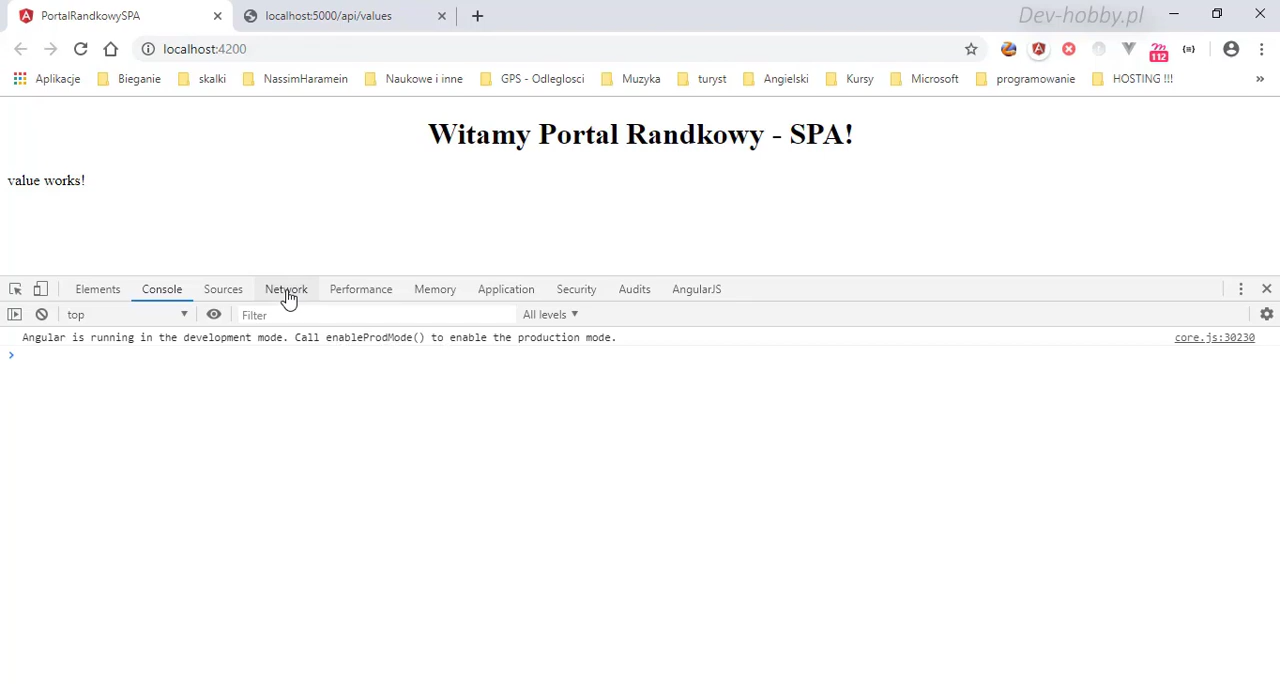 PortalRandkowySPA
localhost:5000/api/values
Dev-hobby.pl
localhost:4200
112
Aplikacje Bieganie skalki NassimHaramein Naukowe i inne GPS - Odleglosci Muzyka turyst Angielski Kursy Microsoft programowanie HOSTING !!! »
Witamy Portal Randkowy - SPA!
value works!
Elements Console Sources Network Performance Memory Application Security Audits AngularJS
top Filter All levels
Angular is running in the development mode. Call enableProdMode() to enable the production mode. core.js:30230